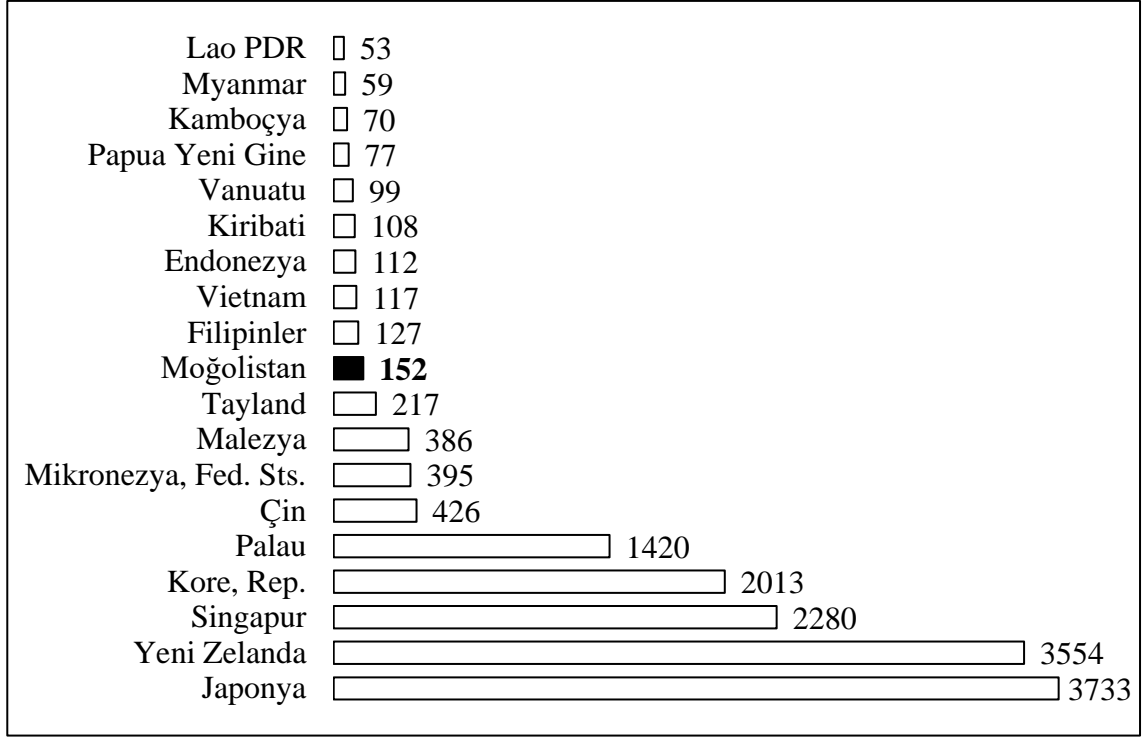 Lao PDR 53
Myanmar 59
Kamboçya 70
Papua Yeni Gine 77
Vanuatu 99
Kiribati 108
Endonezya 112
Vietnam 117
Filipinler 127
Moğolistan 152
Tayland 217
Malezya 386
Mikronezya, Fed. Sts. 395
Çin 426
Palau 1420
Kore, Rep. 2013
Singapur 2280
Yeni Zelanda 3554
Japonya 3733